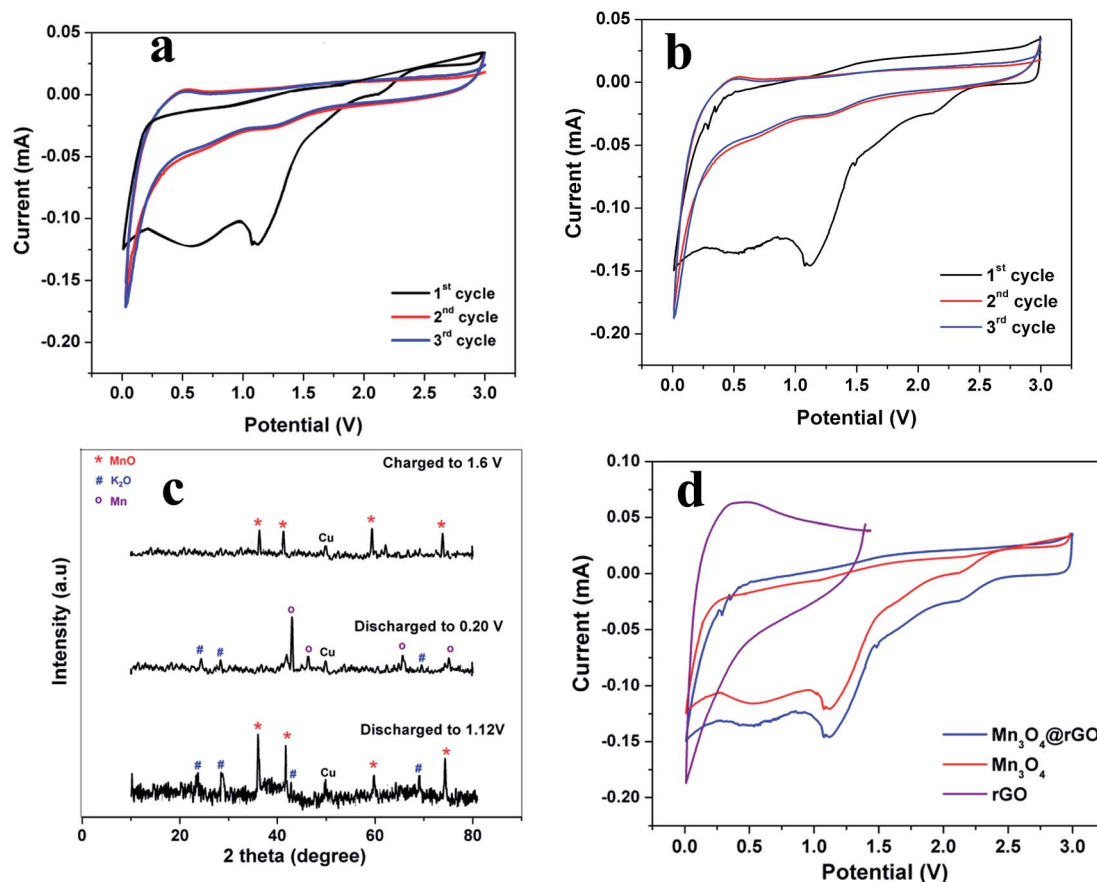 a
0.05
0.00
-0.05
-0.10
-0.15
-0.20
Current (mA)
1st cycle
2nd cycle
3rd cycle
0.0 0.5 1.0 1.5 2.0 2.5 3.0
Potential (V)
b
0.05
0.00
-0.05
-0.10
-0.15
-0.20
Current (mA)
1st cycle
2nd cycle
3rd cycle
0.0 0.5 1.0 1.5 2.0 2.5 3.0
Potential (V)
c
* MnO
# K₂O
o Mn
Charged to 1.6 V
* * Cu * *
Discharged to 0.20 V
# # o o Cu o # o
Discharged to 1.12V
# # * * # Cu * # *
Intensity (a.u)
0 20 40 60 80
2 theta (degree)
d
0.10
0.05
0.00
-0.05
-0.10
-0.15
-0.20
Current (mA)
Mn₃O₄@rGO
Mn₃O₄
rGO
0.0 0.5 1.0 1.5 2.0 2.5 3.0
Potential (V)